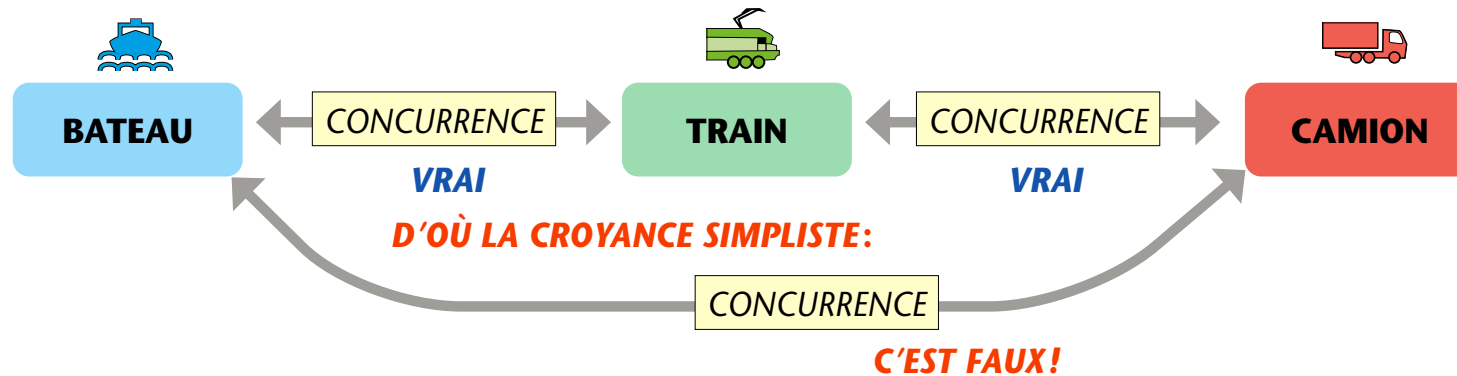 BATEAU
CONCURRENCE
TRAIN
CONCURRENCE
CAMION
VRAI
VRAI
D'OÙ LA CROYANCE SIMPLISTE:
CONCURRENCE
C'EST FAUX!